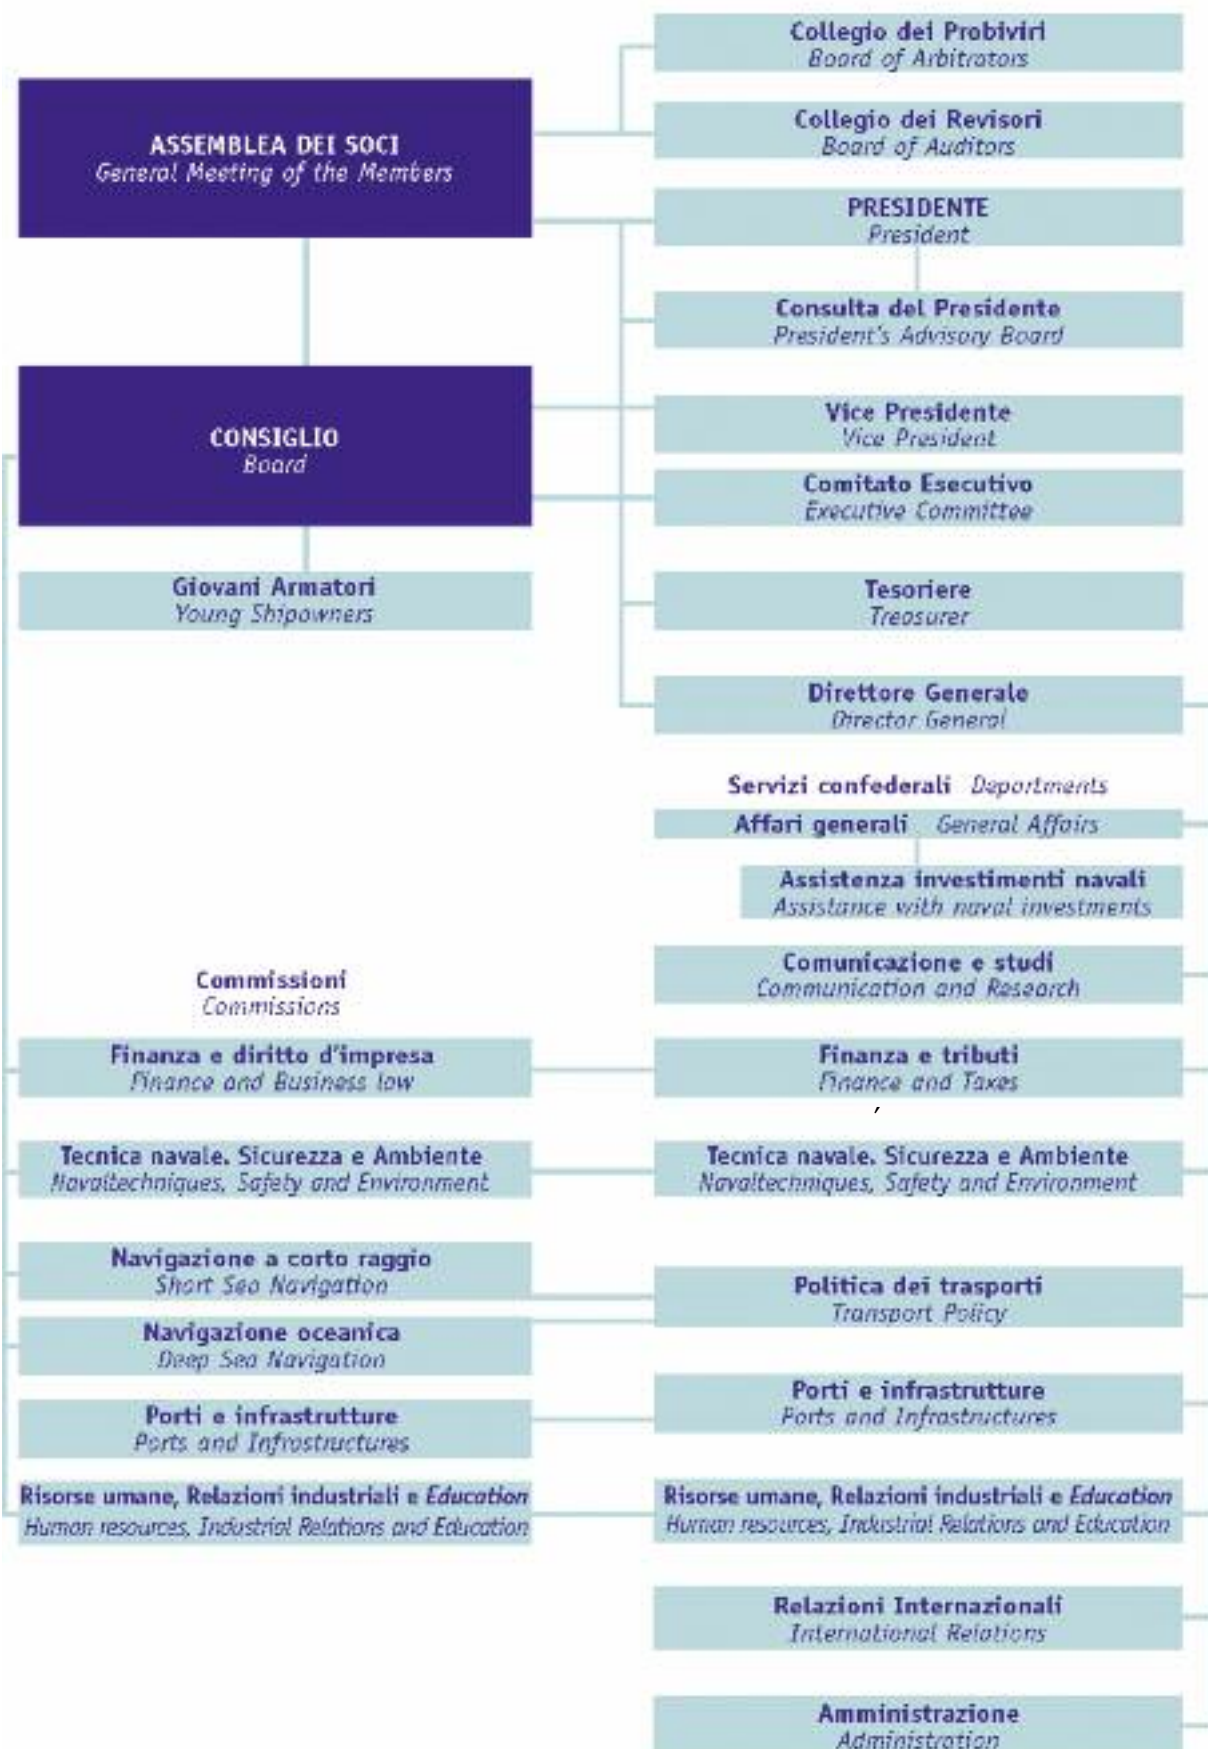 Collegio dei Probiviri
Board of Arbitrators
Collegio dei Revisori
Board of Auditors
ASSEMBLEA DEI SOCI
General Meeting of the Members
PRESIDENTE
President
Consulta del Presidente
President's Advisory Board
Vice Presidente
Vice President
CONSIGLIO
Board
Comitato Esecutivo
Executive Committee
Giovani Armatori
Young Shipowners
Tesoriere
Treasurer
Direttore Generale
Director General
Servizi confederali Departments
Affari generali General Affairs
Assistenza investimenti navali
Assistance with naval investments
Comunicazione e studi
Communication and Research
Commissioni
Commissions
Finanza e diritto d'impresa
Finance and Business law
Finanza e tributi
Finance and Taxes
Tecnica navale. Sicurezza e Ambiente
Navaltechniques, Safety and Environment
Tecnica navale. Sicurezza e Ambiente
Navaltechniques, Safety and Environment
Navigazione a corto raggio
Short Sea Navigation
Politica dei trasporti
Transport Policy
Navigazione oceanica
Deep Sea Navigation
Porti e infrastrutture
Ports and Infrastructures
Porti e infrastrutture
Ports and Infrastructures
Risorse umane, Relazioni industriali e Education
Human resources, Industrial Relations and Education
Risorse umane, Relazioni industriali e Education
Human resources, Industrial Relations and Education
Relazioni Internazionali
International Relations
Amministrazione
Administration